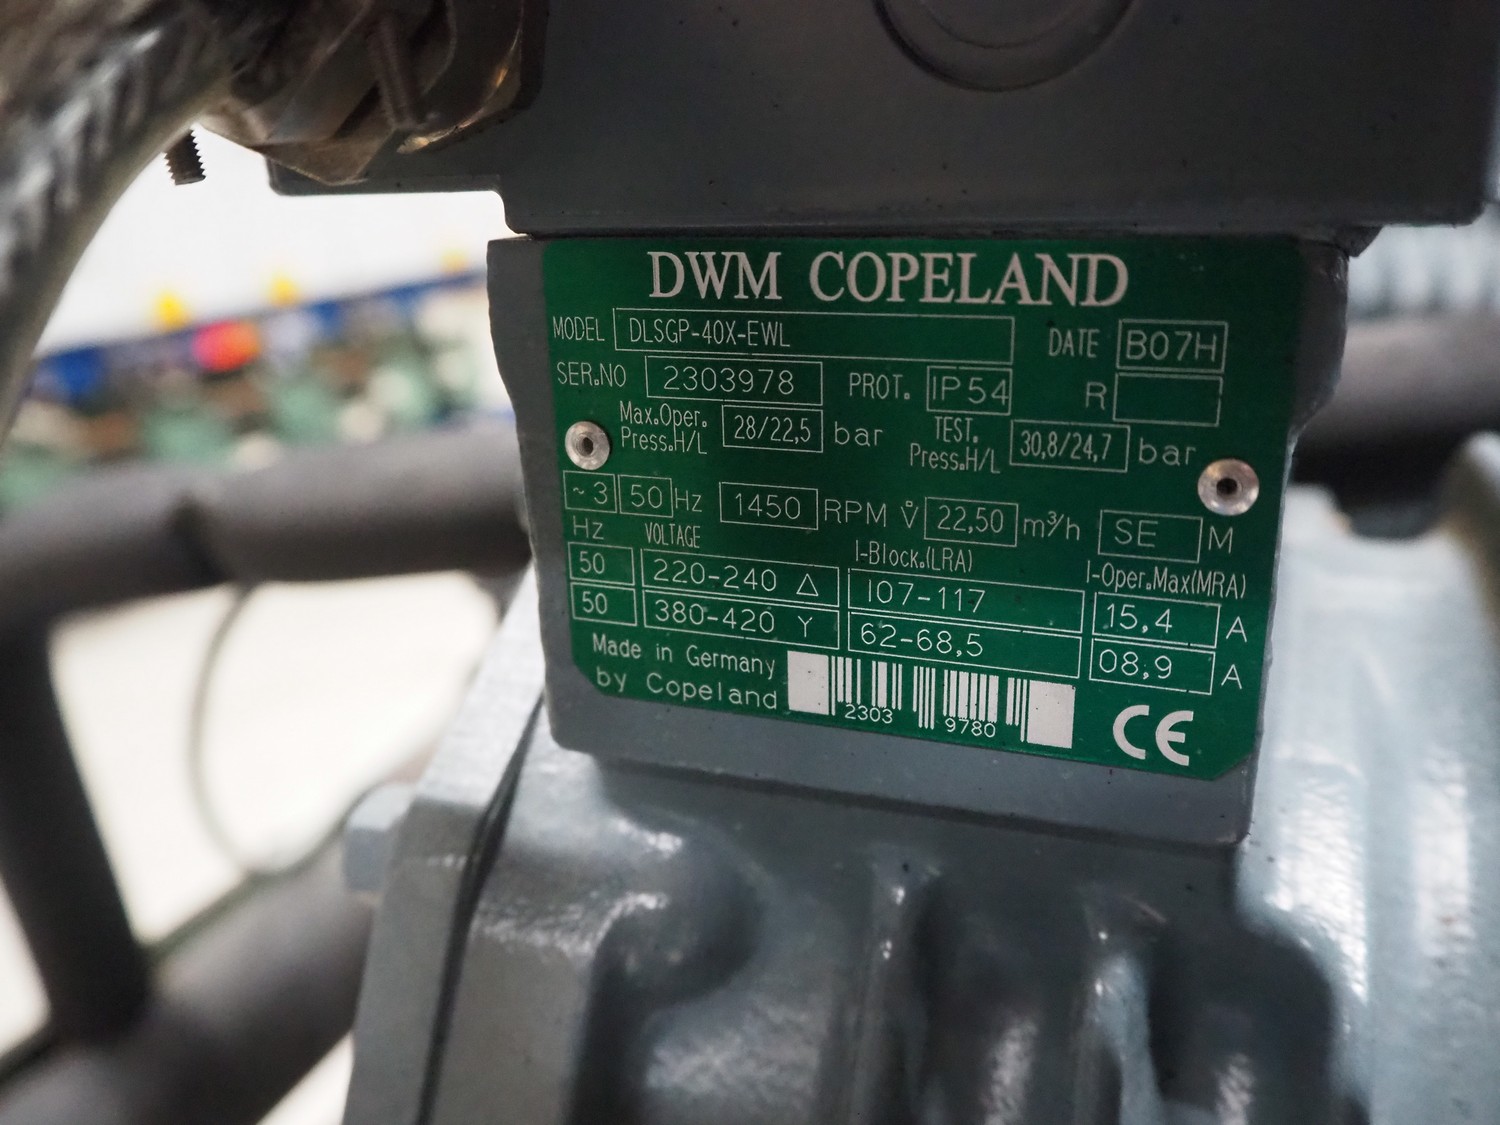 DWM COPELAND
MODEL DLSGP-40X-EWL DATE B07H
SER.NO 2303978 PROT. IP54 R
Max.Oper. Press.H/L 28/22,5 bar TEST. Press.H/L 30,8/24,7 bar
~3 50 Hz 1450 RPM V̊ 22,50 m³/h SE M
HZ VOLTAGE I-Block.(LRA) I-Oper.Max(MRA)
50 220-240 Δ 107-117 15,4 A
50 380-420 Y 62-68,5 08,9 A
Made in Germany
by Copeland
2303 9780
CE